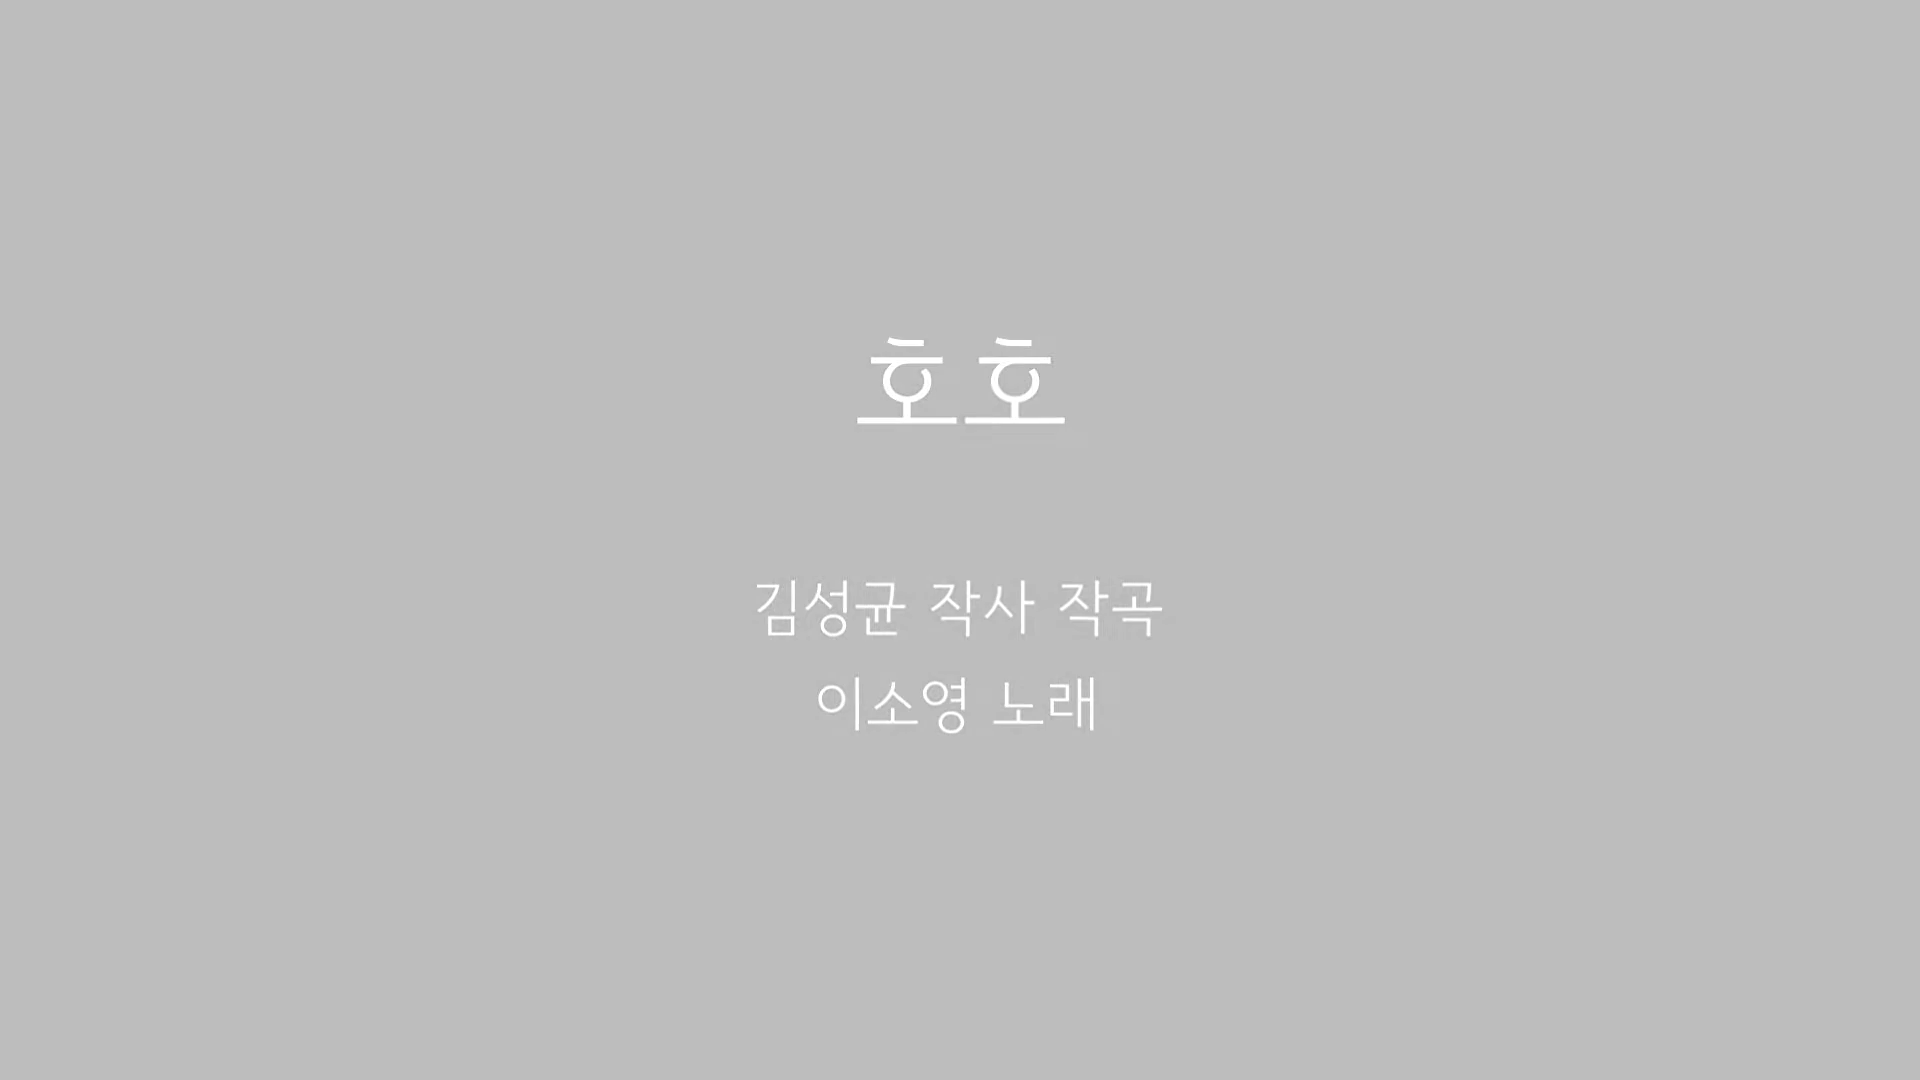 호호
김성균 작사 작곡
이소영 노래